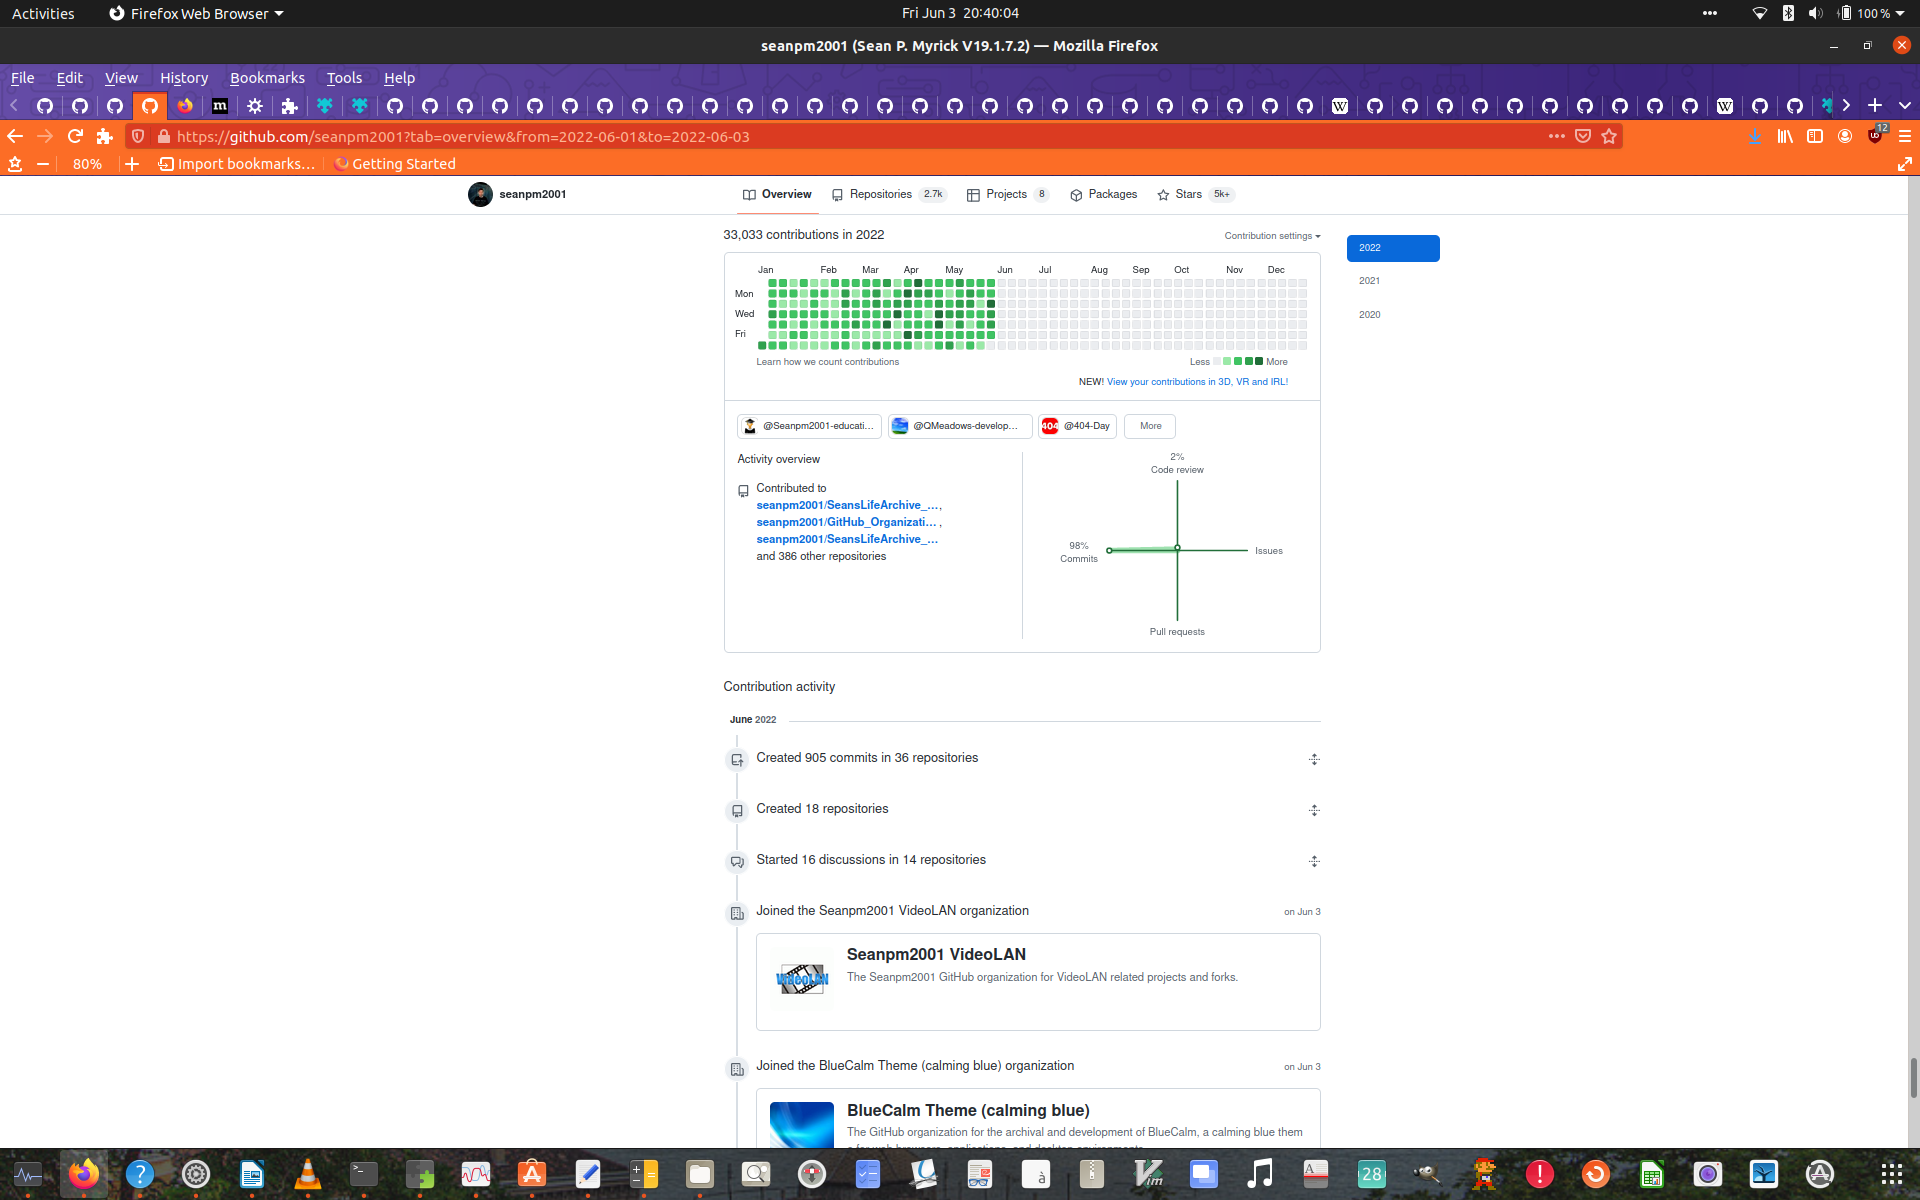 Activities
Firefox Web Browser
Fri Jun 3 20:40:04
100 %
seanpm2001 (Sean P. Myrick V19.1.7.2) — Mozilla Firefox
File Edit View History Bookmarks Tools Help
https://github.com/seanpm2001?tab=overview&from=2022-06-01&to=2022-06-03
12
80%
Import bookmarks...
Getting Started
seanpm2001
Overview
Repositories 2.7k
Projects 8
Packages
Stars 5k+
33,033 contributions in 2022
Contribution settings
2022
2021
2020
Jan Feb Mar Apr May Jun Jul Aug Sep Oct Nov Dec
Mon
Wed
Fri
Learn how we count contributions
Less More
NEW! View your contributions in 3D, VR and IRL!
@Seanpm2001-educati...
@QMeadows-develop...
404 @404-Day
More
Activity overview
Contributed to
seanpm2001/SeansLifeArchive_...,
seanpm2001/GitHub_Organizati... ,
seanpm2001/SeansLifeArchive_...
and 386 other repositories
2%
Code review
98%
Commits
Issues
Pull requests
Contribution activity
June 2022
Created 905 commits in 36 repositories
Created 18 repositories
Started 16 discussions in 14 repositories
Joined the Seanpm2001 VideoLAN organization
on Jun 3
VideoLAN
Seanpm2001 VideoLAN
The Seanpm2001 GitHub organization for VideoLAN related projects and forks.
Joined the BlueCalm Theme (calming blue) organization
on Jun 3
BlueCalm Theme (calming blue)
The GitHub organization for the archival and development of BlueCalm, a calming blue them
28